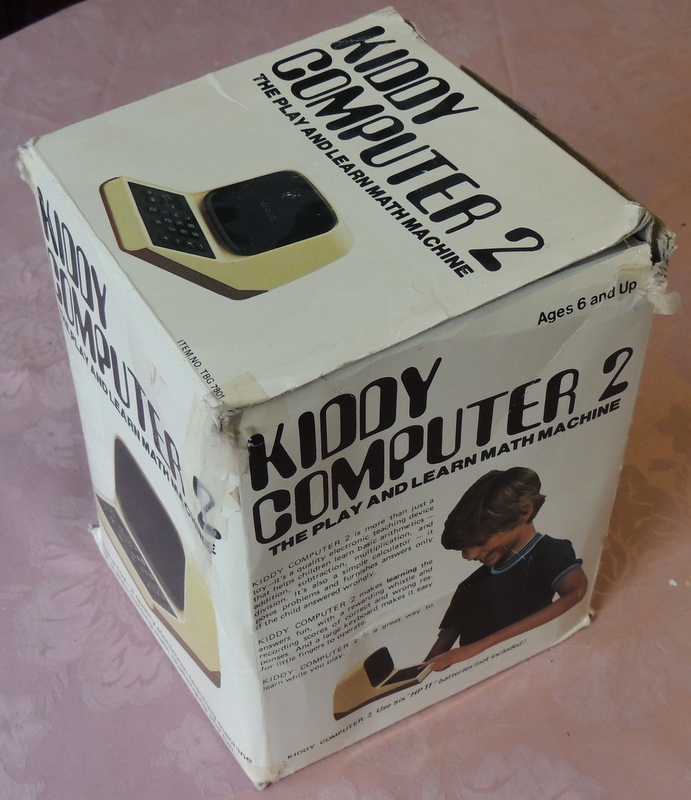 KIDDY
COMPUTER 2
THE PLAY AND LEARN MATH MACHINE
ITEM NO. TBG 7801
KIDDY
COMPUTER 2
THE PLAY AND LEARN MATH MACHINE
Ages 6 and Up
KIDDY
COMPUTER 2
THE PLAY AND LEARN MATH MACHINE
KIDDY COMPUTER 2 is more than just a
toy—it's a quality electronic teaching device
that helps children learn basic arithmetics —
addition, subtraction, multiplication, and
division. It's also a simple calculator — it
poses problems and furnishes answers only
if the child answered wrongly.
KIDDY COMPUTER 2 makes learning the
answers fun, with a rewarding whistle and
recording scores of correct and wrong res-
ponses. And a large keyboard makes it easy
for little fingers to operate.
KIDDY COMPUTER 2 is a great way to
learn while you play.
KIDDY COMPUTER 2 Use Six "HP 11" batteries (not included)